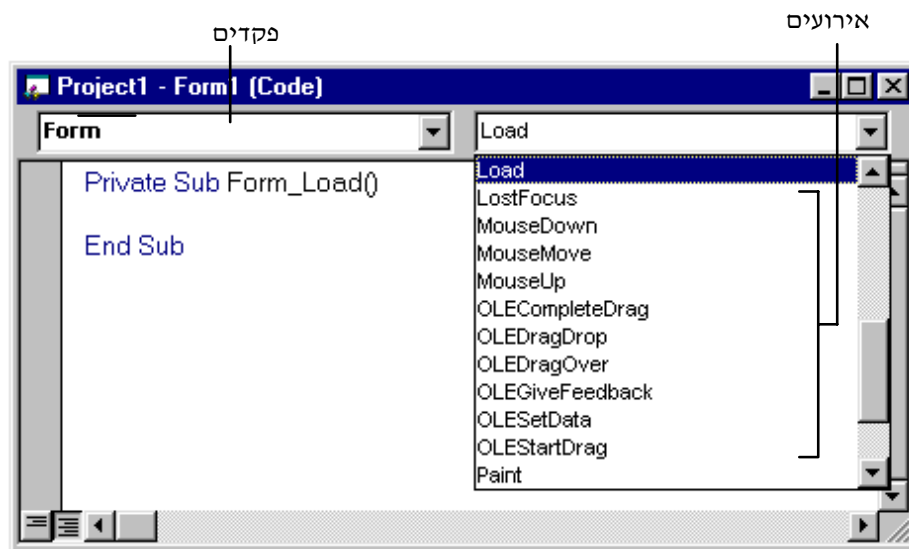 אירועים
פקדים
Project1 - Form1 (Code)
Form
Load
Private Sub Form_Load()
End Sub
Load
LostFocus
MouseDown
MouseMove
MouseUp
OLECompleteDrag
OLEDragDrop
OLEDragOver
OLEGiveFeedback
OLESetData
OLEStartDrag
Paint